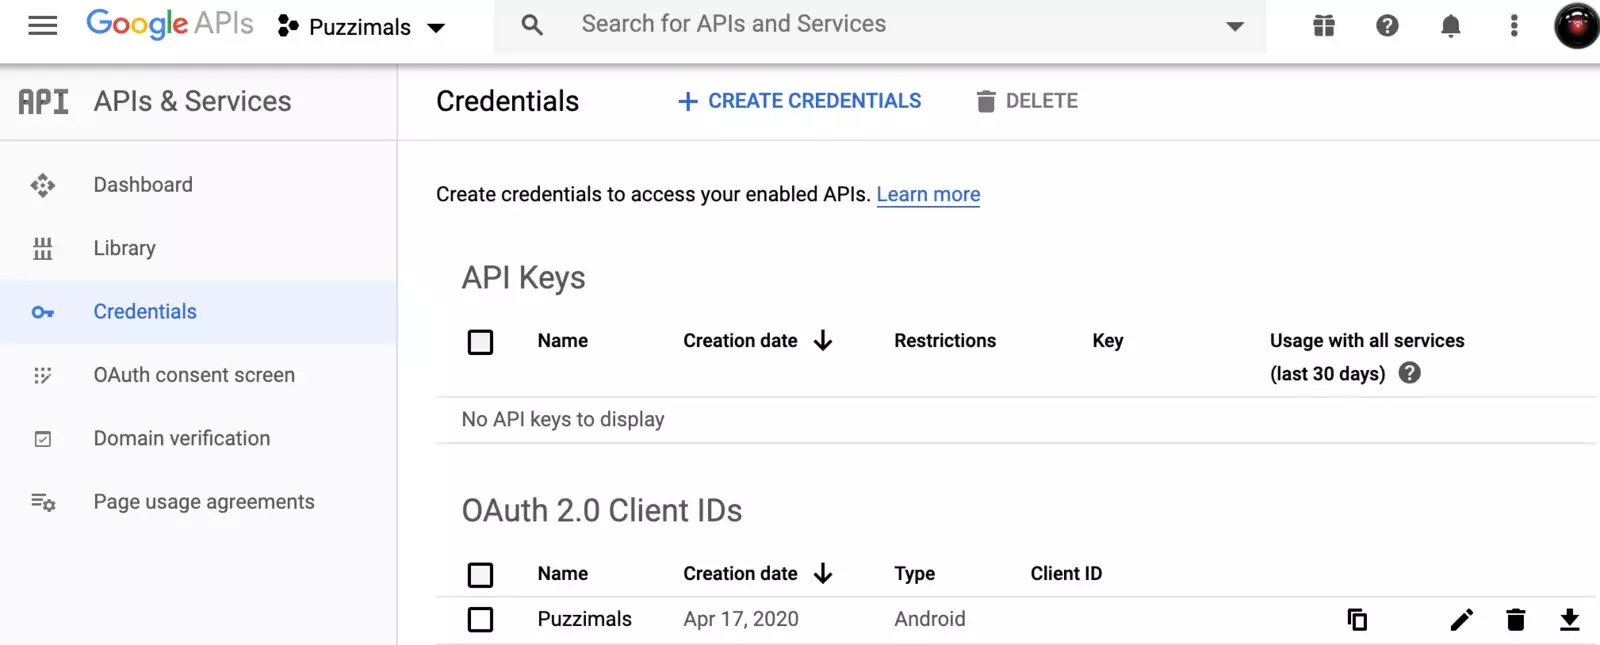 Google APIs
Puzzimals
Search for APIs and Services
API APIs & Services
Credentials
+ CREATE CREDENTIALS
DELETE
Dashboard
Library
Credentials
OAuth consent screen
Domain verification
Page usage agreements
Create credentials to access your enabled APIs. Learn more
API Keys
Name Creation date Restrictions Key Usage with all services
(last 30 days)
No API keys to display
OAuth 2.0 Client IDs
Name Creation date Type Client ID
Puzzimals Apr 17, 2020 Android